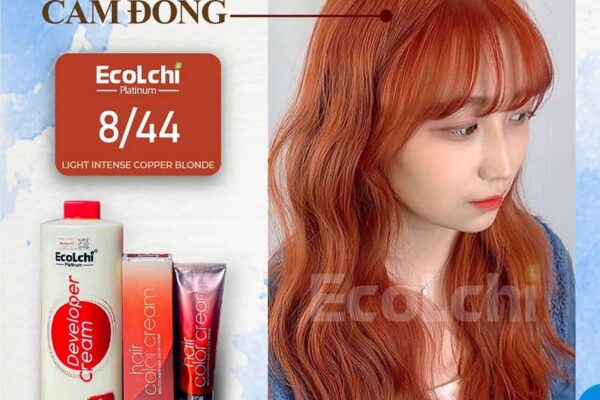 CAM ĐỒNG
EcoLchi
Platinum
8/44
LIGHT INTENSE COPPER BLONDE
EcoLchi
EcoLchi
Platinum
Developer
Cream
hair
color cream
hair
color cream
FOR